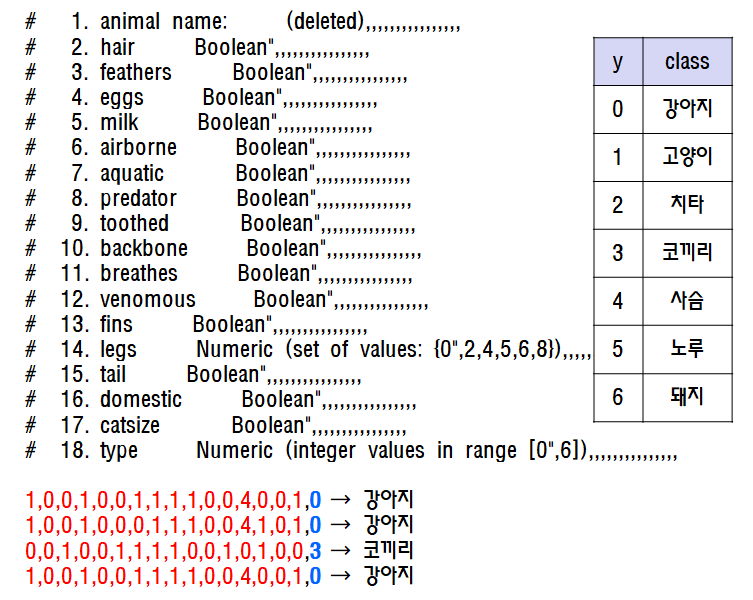 # 1. animal name: (deleted),,,,,,,,,,,,,,,,
# 2. hair Boolean",,,,,,,,,,,,,,,,
# 3. feathers Boolean",,,,,,,,,,,,,,,,
# 4. eggs Boolean",,,,,,,,,,,,,,,,
# 5. milk Boolean",,,,,,,,,,,,,,,,
# 6. airborne Boolean",,,,,,,,,,,,,,,,
# 7. aquatic Boolean",,,,,,,,,,,,,,,,
# 8. predator Boolean",,,,,,,,,,,,,,,,
# 9. toothed Boolean",,,,,,,,,,,,,,,,
# 10. backbone Boolean",,,,,,,,,,,,,,,,
# 11. breathes Boolean",,,,,,,,,,,,,,,,
# 12. venomous Boolean",,,,,,,,,,,,,,,,
# 13. fins Boolean",,,,,,,,,,,,,,,,
# 14. legs Numeric (set of values: {0",2,4,5,6,8}),,,,,
# 15. tail Boolean",,,,,,,,,,,,,,,,
# 16. domestic Boolean",,,,,,,,,,,,,,,,
# 17. catsize Boolean",,,,,,,,,,,,,,,,
# 18. type Numeric (integer values in range [0",6]),,,,,,,,,,,,,,,
y class
0 강아지
1 고양이
2 치타
3 코끼리
4 사슴
5 노루
6 돼지
1,0,0,1,0,0,1,1,1,1,0,0,4,0,0,1,0 → 강아지
1,0,0,1,0,0,0,1,1,1,0,0,4,1,0,1,0 → 강아지
0,0,1,0,0,1,1,1,1,0,0,1,0,1,0,0,3 → 코끼리
1,0,0,1,0,0,1,1,1,1,0,0,4,0,0,1,0 → 강아지